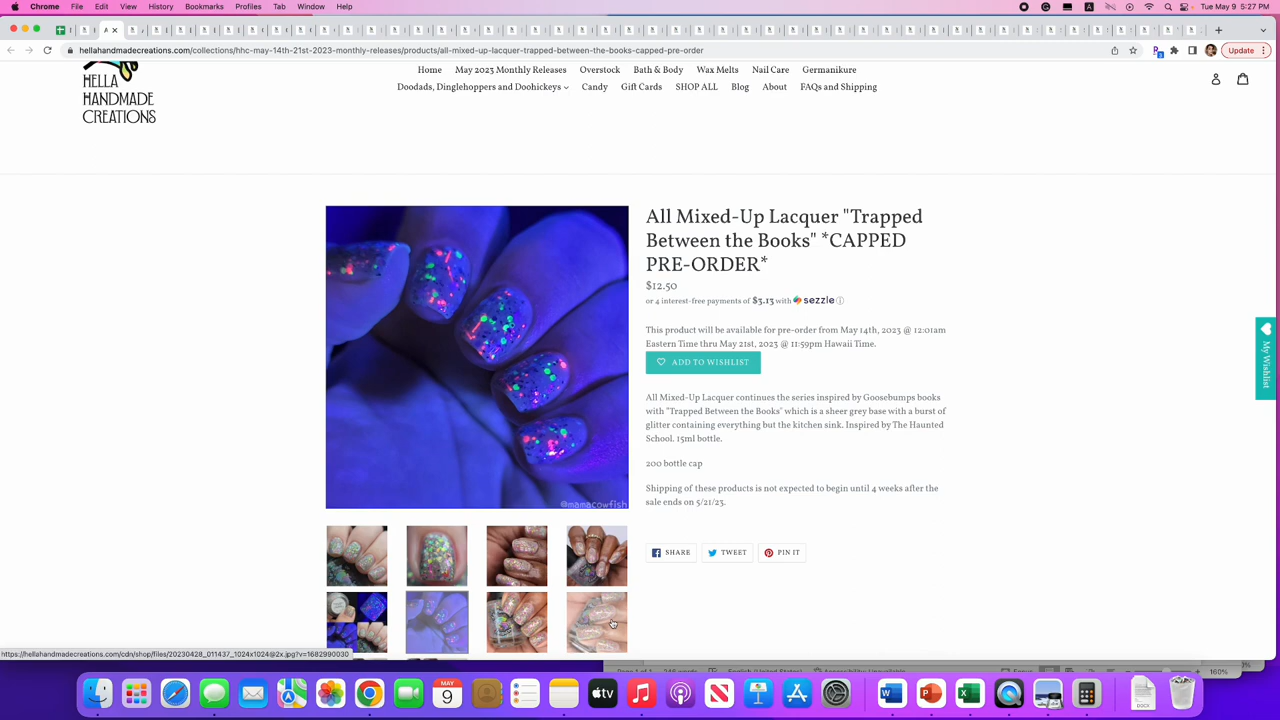 Chrome File Edit View History Bookmarks Profiles Tab Window Help
Tue May 9 5:27 PM
hellahandmadecreations.com/collections/hhc-may-14th-21st-2023-monthly-releases/products/all-mixed-up-lacquer-trapped-between-the-books-capped-pre-order
Update
HELLA
HANDMADE
CREATIONS
Home May 2023 Monthly Releases Overstock Bath & Body Wax Melts Nail Care Germanikure
Doodads, Dinglehoppers and Doohickeys Candy Gift Cards SHOP ALL Blog About FAQs and Shipping
@mamacowfish
All Mixed-Up Lacquer "Trapped
Between the Books" *CAPPED
PRE-ORDER*
$12.50
or 4 interest-free payments of $3.13 with sezzle
This product will be available for pre-order from May 14th, 2023 @ 12:01am
Eastern Time thru May 21st, 2023 @ 11:59pm Hawaii Time.
ADD TO WISHLIST
All Mixed-Up Lacquer continues the series inspired by Goosebumps books
with "Trapped Between the Books" which is a sheer grey base with a burst of
glitter containing everything but the kitchen sink. Inspired by The Haunted
School. 15ml bottle.
200 bottle cap
Shipping of these products is not expected to begin until 4 weeks after the
sale ends on 5/21/23.
SHARE TWEET PIN IT
My Wishlist
https://hellahandmadecreations.com/cdn/shop/files/20230428_011437_1024x1024@2x.jpg?v=1682990030
160%
MAY
9
tv
DOCX